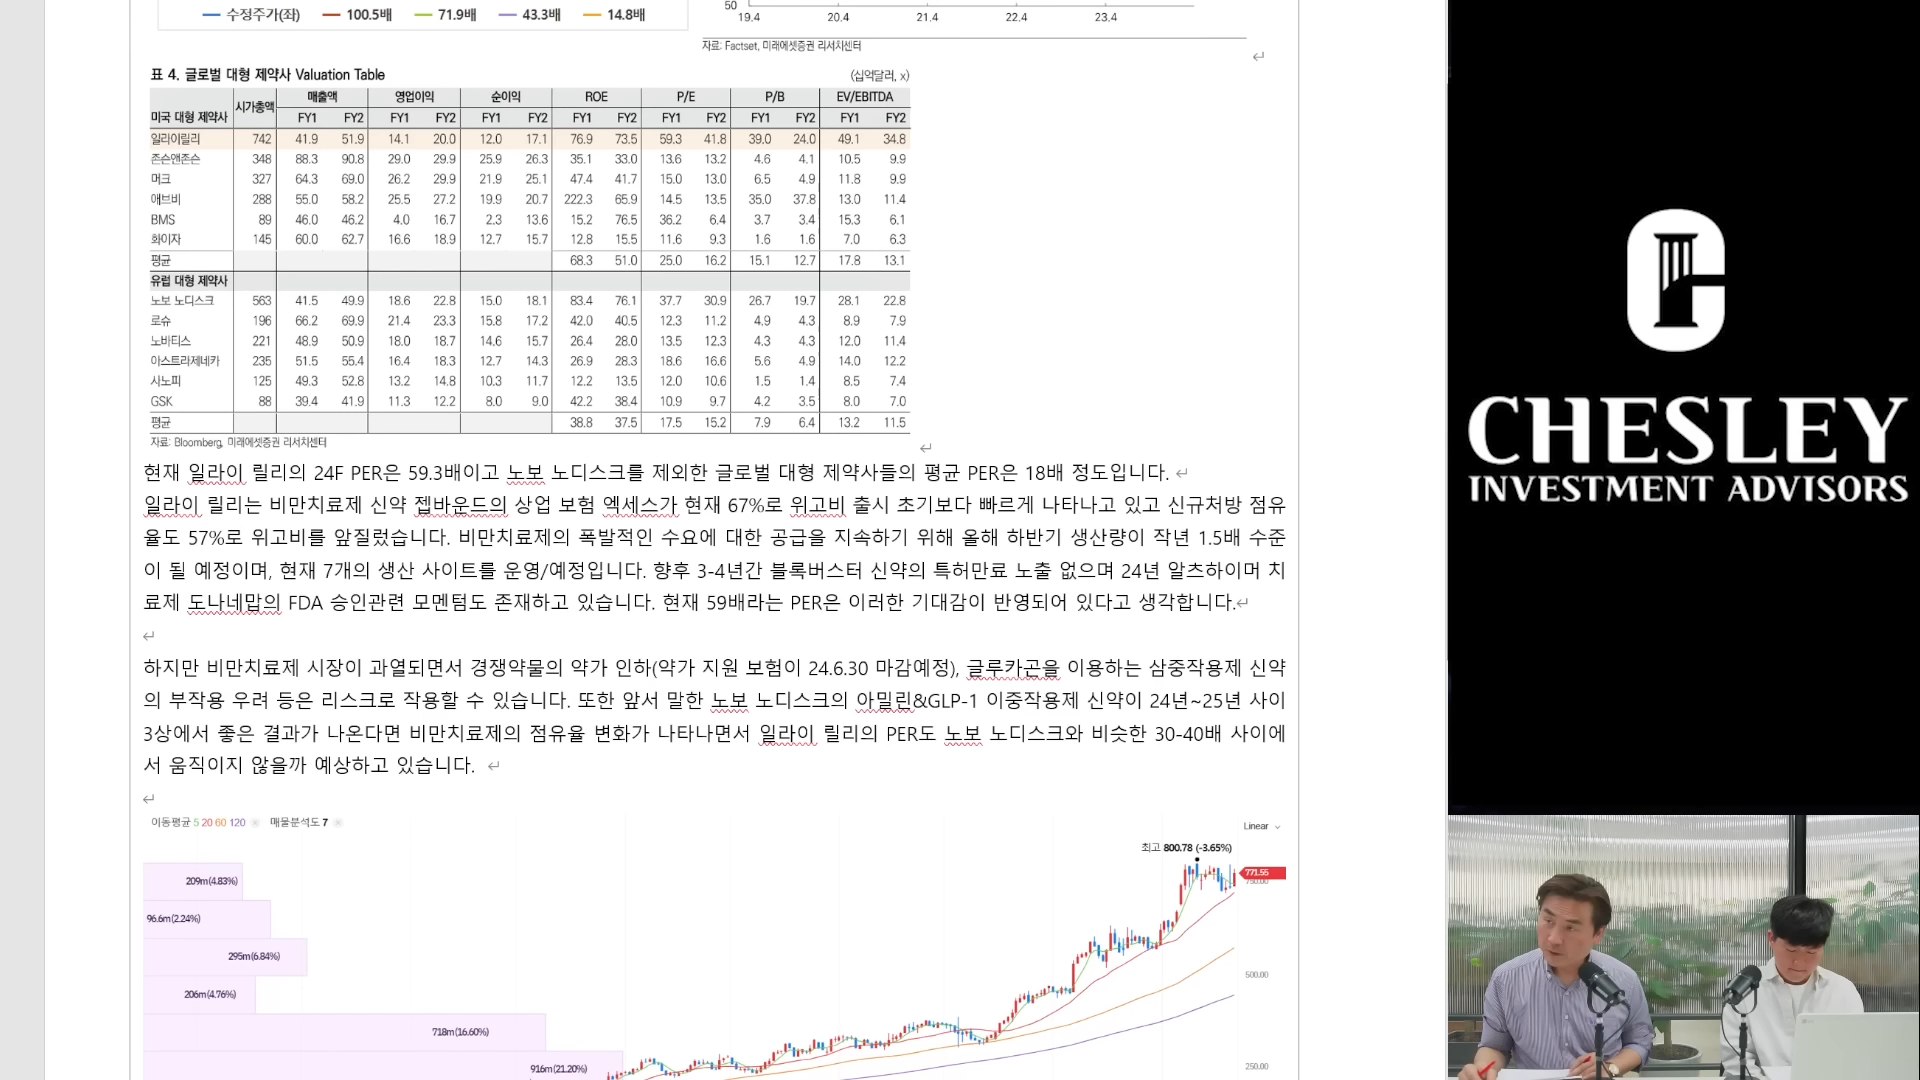 수정주가(좌) 100.5배 71.9배 43.3배 14.8배
50
19.4 20.4 21.4 22.4 23.4
자료: Factset, 미래에셋증권 리서치센터
표 4. 글로벌 대형 제약사 Valuation Table (십억달러, x)
미국 대형 제약사 시가총액 매출액 영업이익 순이익 ROE P/E P/B EV/EBITDA
FY1 FY2 FY1 FY2 FY1 FY2 FY1 FY2 FY1 FY2 FY1 FY2 FY1 FY2
일라이릴리 742 41.9 51.9 14.1 20.0 12.0 17.1 76.9 73.5 59.3 41.8 39.0 24.0 49.1 34.8
존슨앤존슨 348 88.3 90.8 29.0 29.9 25.9 26.3 35.1 33.0 13.6 13.2 4.6 4.1 10.5 9.9
머크 327 64.3 69.0 26.2 29.9 21.9 25.1 47.4 41.7 15.0 13.0 6.5 4.9 11.8 9.9
애브비 288 55.0 58.2 25.5 27.2 19.9 20.7 222.3 65.9 14.5 13.5 35.0 37.8 13.0 11.4
BMS 89 46.0 46.2 4.0 16.7 2.3 13.6 15.2 76.5 36.2 6.4 3.7 3.4 15.3 6.1
화이자 145 60.0 62.7 16.6 18.9 12.7 15.7 12.8 15.5 11.6 9.3 1.6 1.6 7.0 6.3
평균 68.3 51.0 25.0 16.2 15.1 12.7 17.8 13.1
유럽 대형 제약사
노보 노디스크 563 41.5 49.9 18.6 22.8 15.0 18.1 83.4 76.1 37.7 30.9 26.7 19.7 28.1 22.8
로슈 196 66.2 69.9 21.4 23.3 15.8 17.2 42.0 40.5 12.3 11.2 4.9 4.3 8.9 7.9
노바티스 221 48.9 50.9 18.0 18.7 14.6 15.7 26.4 28.0 13.5 12.3 4.3 4.3 12.0 11.4
아스트라제네카 235 51.5 55.4 16.4 18.3 12.7 14.3 26.9 28.3 18.6 16.6 5.6 4.9 14.0 12.2
사노피 125 49.3 52.8 13.2 14.8 10.3 11.7 12.2 13.5 12.0 10.6 1.5 1.4 8.5 7.4
GSK 88 39.4 41.9 11.3 12.2 8.0 9.0 42.2 38.4 10.9 9.7 4.2 3.5 8.0 7.0
평균 38.8 37.5 17.5 15.2 7.9 6.4 13.2 11.5
자료: Bloomberg, 미래에셋증권 리서치센터
현재 일라이 릴리의 24F PER은 59.3배이고 노보 노디스크를 제외한 글로벌 대형 제약사들의 평균 PER은 18배 정도입니다.
일라이 릴리는 비만치료제 신약 젭바운드의 상업 보험 엑세스가 현재 67%로 위고비 출시 초기보다 빠르게 나타나고 있고 신규처방 점유
율도 57%로 위고비를 앞질렀습니다. 비만치료제의 폭발적인 수요에 대한 공급을 지속하기 위해 올해 하반기 생산량이 작년 1.5배 수준
이 될 예정이며, 현재 7개의 생산 사이트를 운영/예정입니다. 향후 3-4년간 블록버스터 신약의 특허만료 노출 없으며 24년 알츠하이머 치
료제 도나네맙의 FDA 승인관련 모멘텀도 존재하고 있습니다. 현재 59배라는 PER은 이러한 기대감이 반영되어 있다고 생각합니다.
하지만 비만치료제 시장이 과열되면서 경쟁약물의 약가 인하(약가 지원 보험이 24.6.30 마감예정), 글루카곤을 이용하는 삼중작용제 신약
의 부작용 우려 등은 리스크로 작용할 수 있습니다. 또한 앞서 말한 노보 노디스크의 아밀린&GLP-1 이중작용제 신약이 24년~25년 사이
3상에서 좋은 결과가 나온다면 비만치료제의 점유율 변화가 나타나면서 일라이 릴리의 PER도 노보 노디스크와 비슷한 30-40배 사이에
서 움직이지 않을까 예상하고 있습니다.
이동평균 5 20 60 120 매물분석도 7
Linear
최고 800.78 (-3.65%)
771.55
750.00
209m(4.83%)
96.6m(2.24%)
295m(6.84%)
500.00
206m(4.76%)
718m(16.60%)
916m(21.20%)
250.00
CHESLEY
INVESTMENT ADVISORS